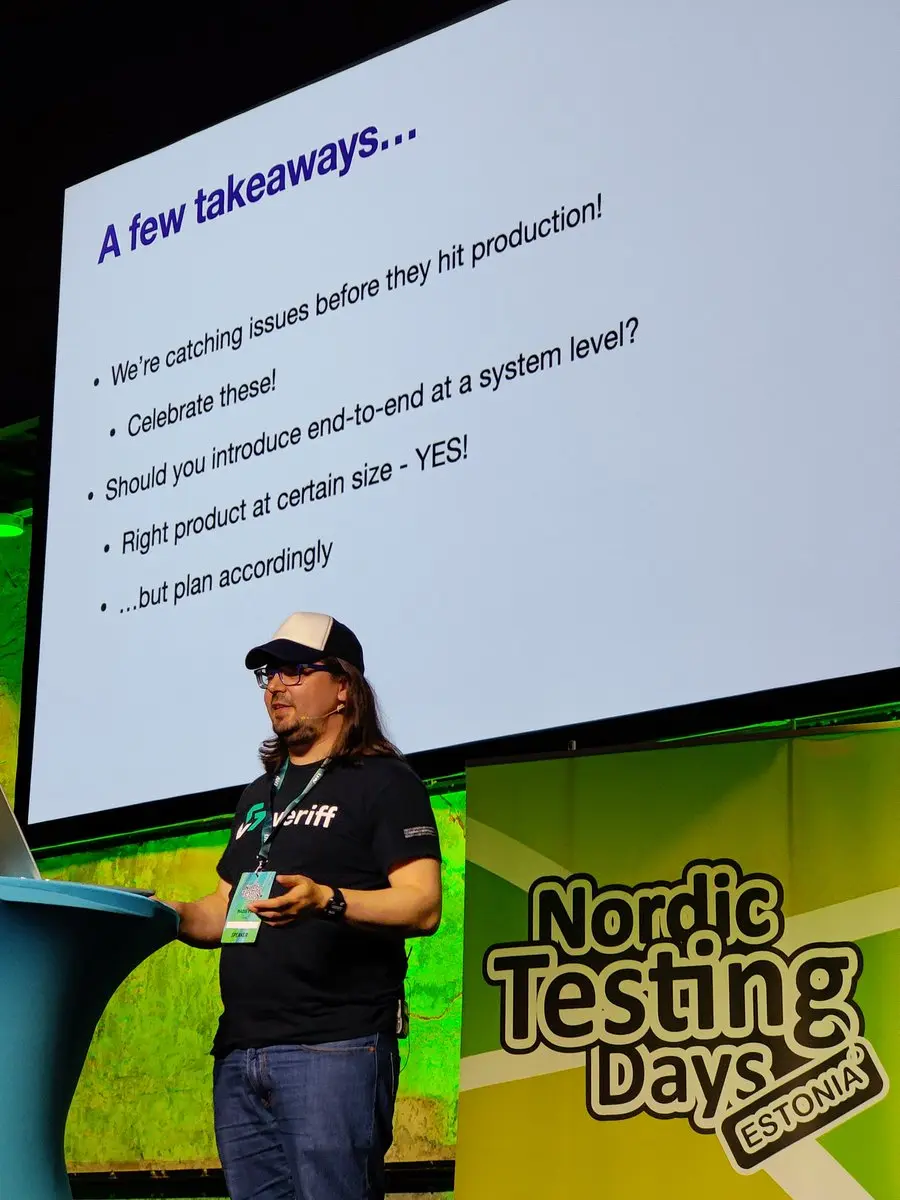 A few takeaways...
• We're catching issues before they hit production!
• Celebrate these!
• Should you introduce end-to-end at a system level?
• Right product at certain size - YES!
• ...but plan accordingly
veriff
SPEAKER
Nordic
Testing
Days
ESTONIA